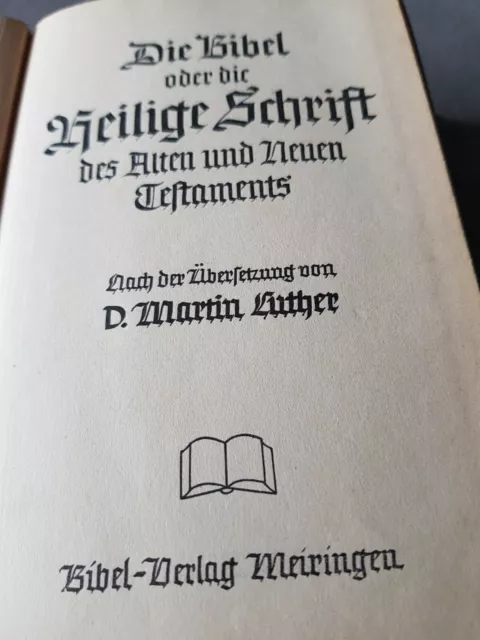 Die Bibel
oder die
Heilige Schrift
des Alten und Neuen
Testaments
Nach der Übersetzung von
D. Martin Luther
Bibel-Verlag Meiringen